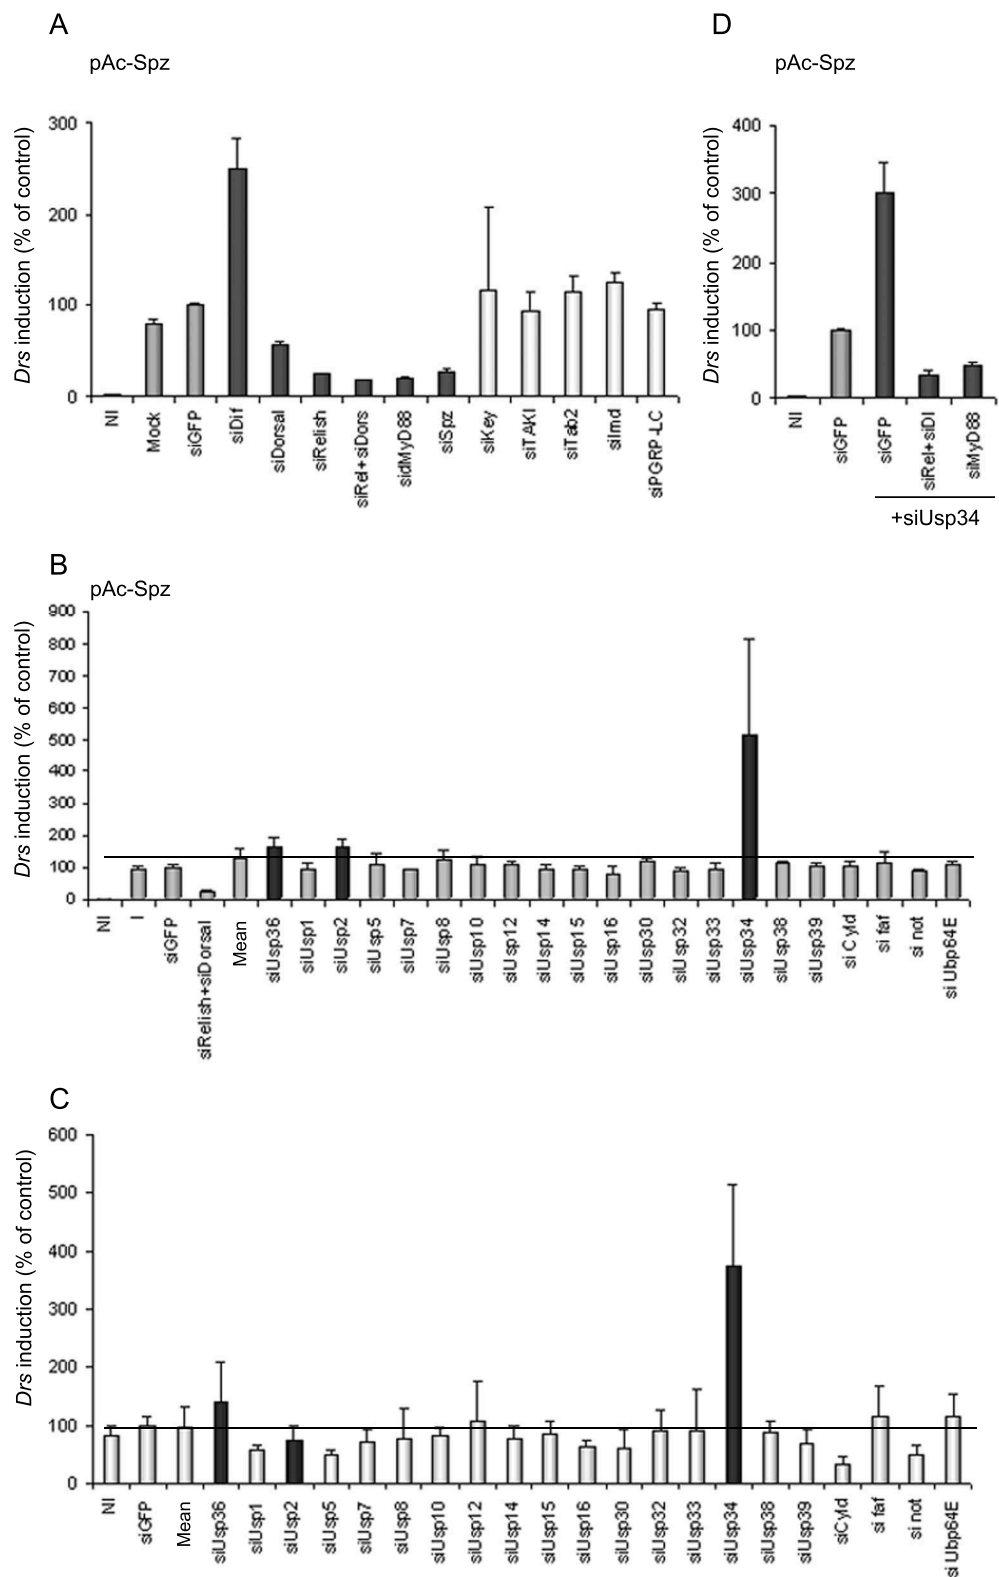 A
pAc-Spz
Drs induction (% of control)
300
200
100
0
NI
Mock
siGFP
siDif
siDorsal
siRelish
siRel+siDors
sidMyD88
siSpz
siKey
siTAKI
siTab2
siImd
siPGRP-LC
D
pAc-Spz
Drs induction (% of control)
400
300
200
100
0
NI
siGFP
siGFP
siRel+siDl
siMyD88
+siUsp34
B
pAc-Spz
Drs induction (% of control)
900
800
700
600
500
400
300
200
100
0
NI
I
siGFP
siRelish+siDorsal
Mean
siUsp36
siUsp1
siUsp2
siUsp5
siUsp7
siUsp8
siUsp10
siUsp12
siUsp14
siUsp15
siUsp16
siUsp30
siUsp32
siUsp33
siUsp34
siUsp38
siUsp39
si Cyld
si faf
si not
si Ubp64E
C
Drs induction (% of control)
600
500
400
300
200
100
0
NI
siGFP
Mean
siUsp36
siUsp1
siUsp2
siUsp5
siUsp7
siUsp8
siUsp10
siUsp12
siUsp14
siUsp15
siUsp16
siUsp30
siUsp32
siUsp33
siUsp34
siUsp38
siUsp39
siCyld
si faf
si not
si Ubp64E